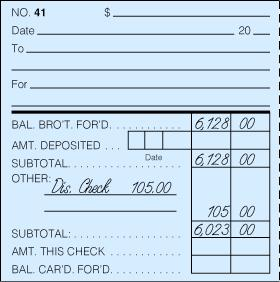 NO. 41 $
Date 20
To
For
BAL. BRO'T. FOR'D. . . . . . . . . . . 6,128 00
AMT. DEPOSITED . . .
Date
SUBTOTAL. . . . . . . . . . . . . . . . 6,128 00
OTHER:
Dis. Check 105.00
105 00
SUBTOTAL: . . . . . . . . . . . . . . . 6,023 00
AMT. THIS CHECK . . . . . . . . . . .
BAL. CAR'D. FOR'D. . . . . . . . . . .